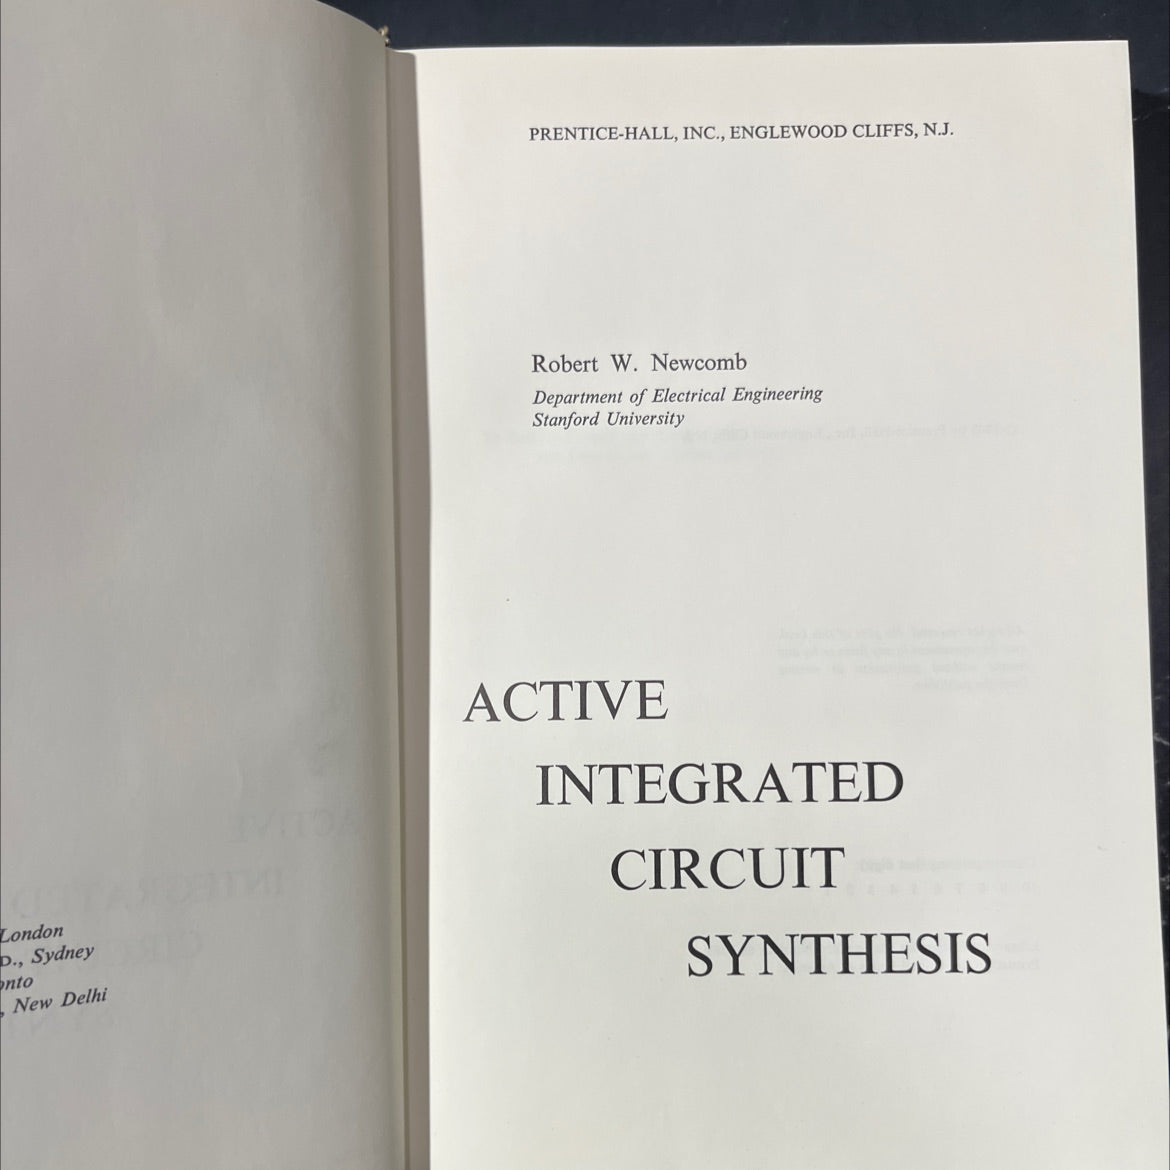 London
D., Sydney
onto
, New Delhi
PRENTICE-HALL, INC., ENGLEWOOD CLIFFS, N.J.
Robert W. Newcomb
Department of Electrical Engineering
Stanford University
ACTIVE
INTEGRATED
CIRCUIT
SYNTHESIS